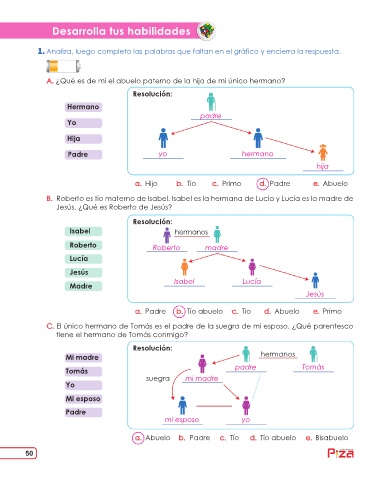 Desarrolla tus habilidades
1. Analiza, luego completa las palabras que faltan en el gráfico y encierra la respuesta.
A. ¿Qué es de mí el abuelo paterno de la hija de mi único hermano?
Resolución:
Hermano
Yo
Hija
Padre
padre
yo
hermano
hija
a. Hijo b. Tío c. Primo d. Padre e. Abuelo
B. Roberto es tío materno de Isabel. Isabel es la hermana de Lucía y Lucía es la madre de
Jesús. ¿Qué es Roberto de Jesús?
Resolución:
Isabel
Roberto
Lucía
Jesús
Madre
hermanos
Roberto
madre
Isabel
Lucía
Jesús
a. Padre b. Tío abuelo c. Tío d. Abuelo e. Primo
C. El único hermano de Tomás es el padre de la suegra de mi esposo. ¿Qué parentesco
tiene el hermano de Tomás conmigo?
Resolución:
Mi madre
Tomás
Yo
Mi esposo
Padre
hermanos
padre
Tomás
suegra
mi madre
mi esposo
yo
a. Abuelo b. Padre c. Tío d. Tío abuelo e. Bisabuelo
50